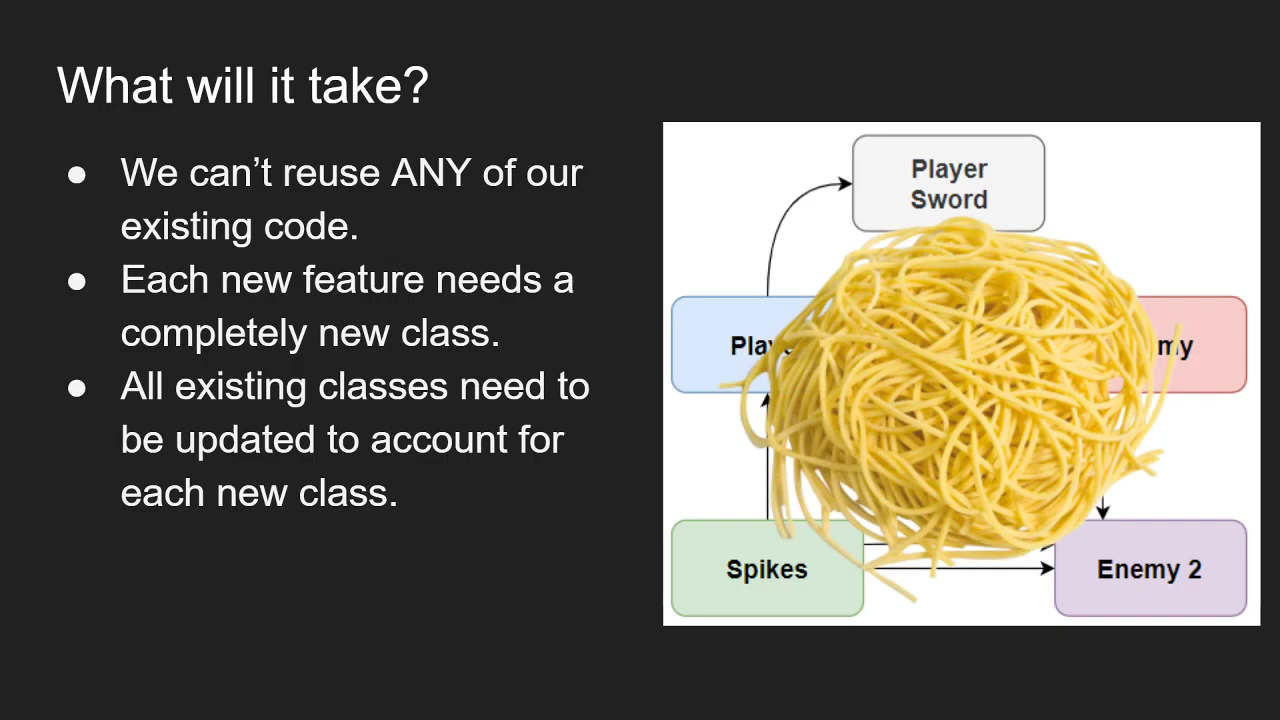 What will it take?
● We can’t reuse ANY of our
existing code.
● Each new feature needs a
completely new class.
● All existing classes need to
be updated to account for
each new class.
Player
Sword
Spikes
Enemy 2